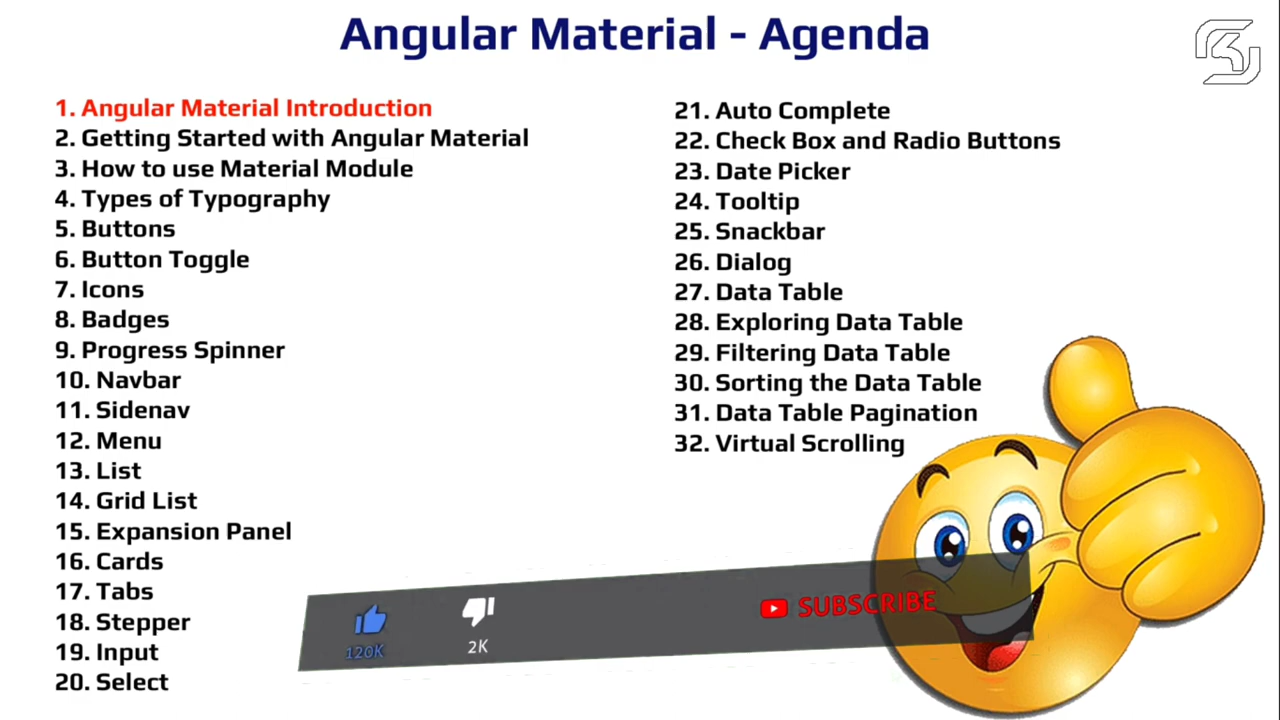 Angular Material - Agenda
1. Angular Material Introduction
2. Getting Started with Angular Material
3. How to use Material Module
4. Types of Typography
5. Buttons
6. Button Toggle
7. Icons
8. Badges
9. Progress Spinner
10. Navbar
11. Sidenav
12. Menu
13. List
14. Grid List
15. Expansion Panel
16. Cards
17. Tabs
18. Stepper
19. Input
20. Select
21. Auto Complete
22. Check Box and Radio Buttons
23. Date Picker
24. Tooltip
25. Snackbar
26. Dialog
27. Data Table
28. Exploring Data Table
29. Filtering Data Table
30. Sorting the Data Table
31. Data Table Pagination
32. Virtual Scrolling
120K
2K
SUBSCRIBE